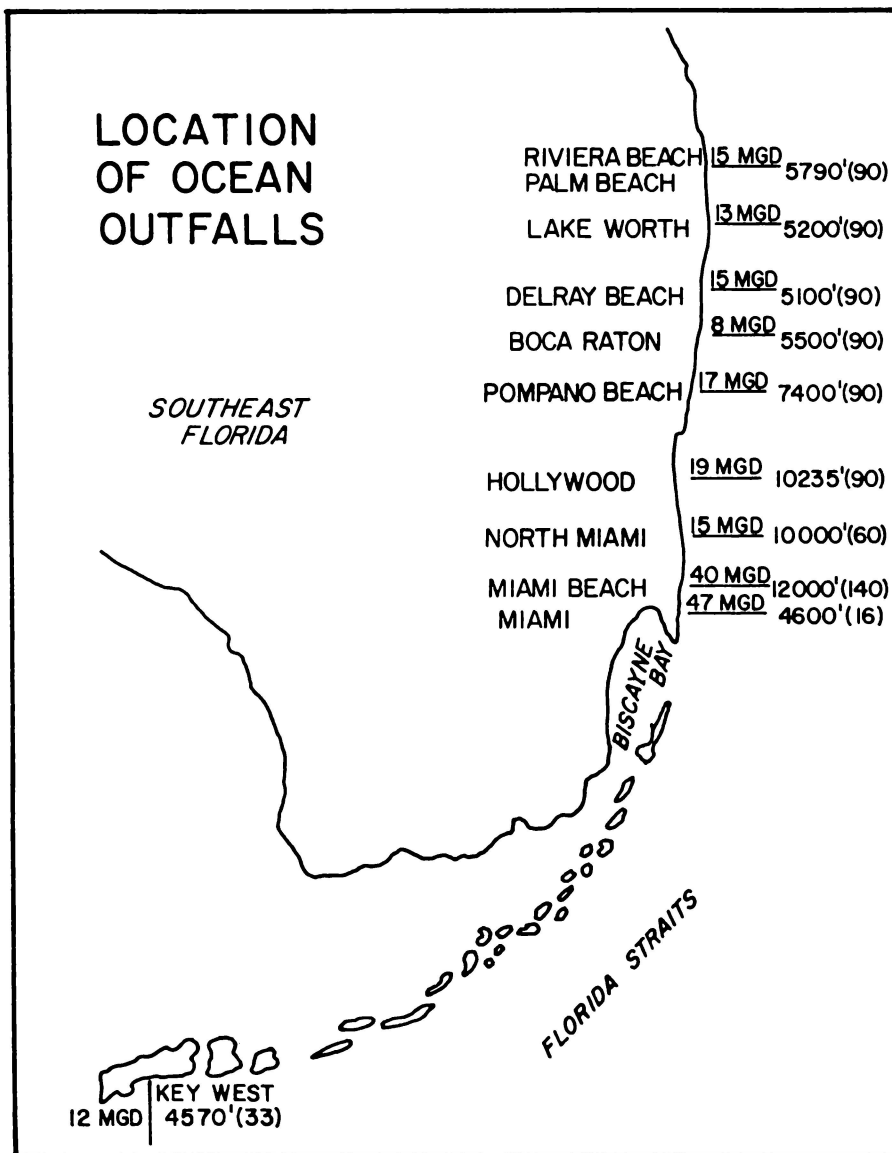 LOCATION
OF OCEAN
OUTFALLS
RIVIERA BEACH 15 MGD 5790'(90)
PALM BEACH
LAKE WORTH 13 MGD 5200'(90)
DELRAY BEACH 15 MGD 5100'(90)
BOCA RATON 8 MGD 5500'(90)
POMPANO BEACH 17 MGD 7400'(90)
SOUTHEAST
FLORIDA
HOLLYWOOD 19 MGD 10235'(90)
NORTH MIAMI 15 MGD 10000'(60)
MIAMI BEACH 40 MGD 12000'(140)
MIAMI 47 MGD 4600'(16)
BISCAYNE
BAY
FLORIDA STRAITS
KEY WEST
12 MGD 4570'(33)